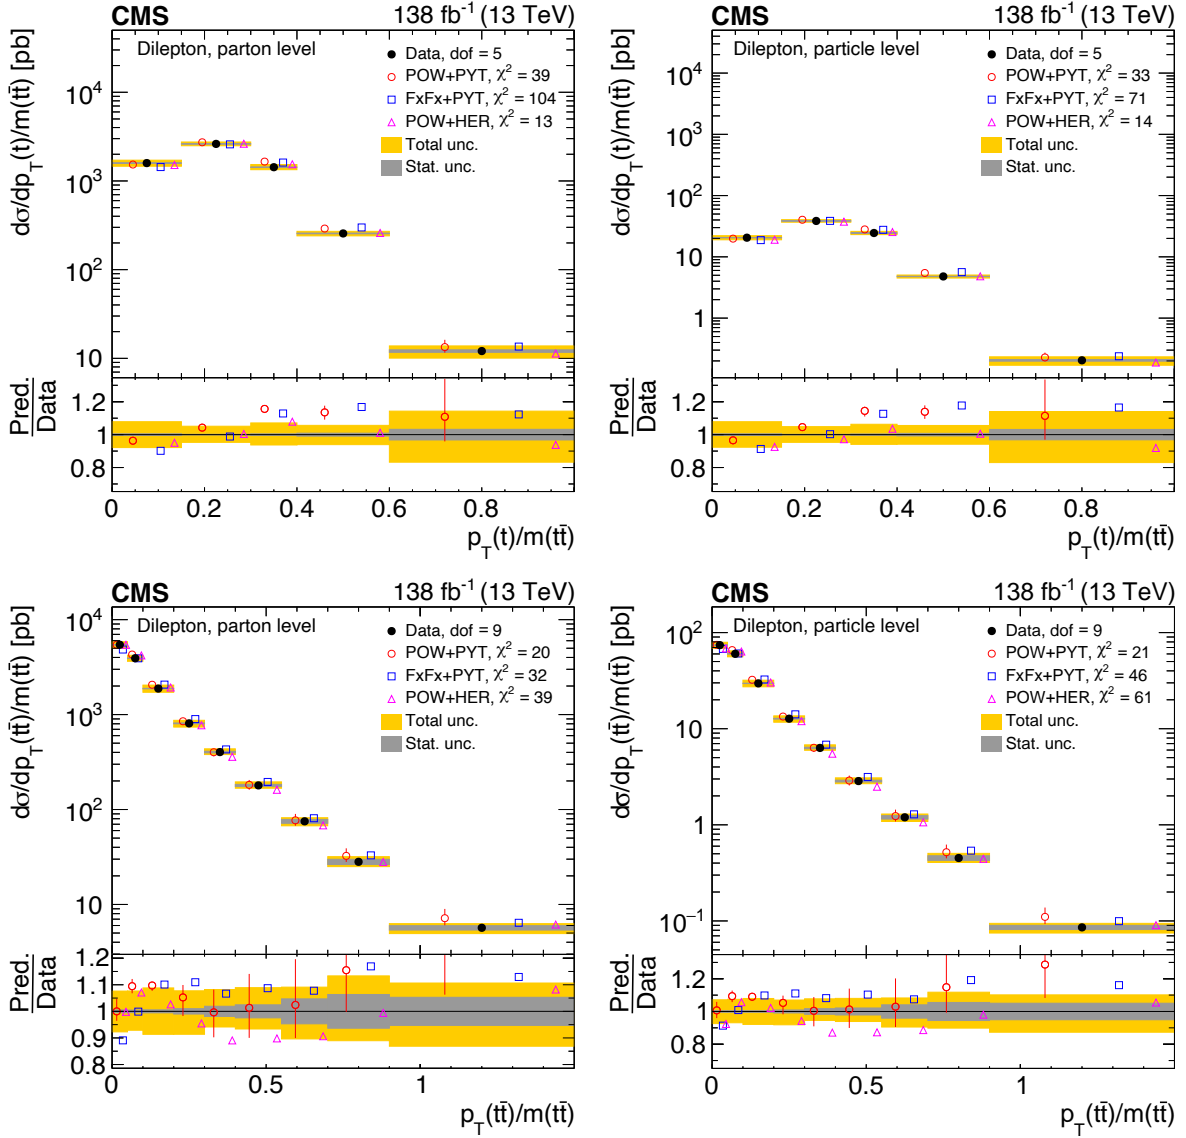 CMS 138 fb⁻¹ (13 TeV)
Dilepton, parton level
Data, dof = 5
POW+PYT, χ² = 39
FxFx+PYT, χ² = 104
POW+HER, χ² = 13
Total unc.
Stat. unc.
dσ/dp_T(t)/m(tt̄) [pb]
10⁴
10³
10²
10
Pred.
Data
1.2
1
0.8
0 0.2 0.4 0.6 0.8
p_T(t)/m(tt̄)
CMS 138 fb⁻¹ (13 TeV)
Dilepton, particle level
Data, dof = 5
POW+PYT, χ² = 33
FxFx+PYT, χ² = 71
POW+HER, χ² = 14
Total unc.
Stat. unc.
dσ/dp_T(t)/m(tt̄) [pb]
10⁴
10³
10²
10
1
Pred.
Data
1.2
1
0.8
0 0.2 0.4 0.6 0.8
p_T(t)/m(tt̄)
CMS 138 fb⁻¹ (13 TeV)
Dilepton, parton level
Data, dof = 9
POW+PYT, χ² = 20
FxFx+PYT, χ² = 32
POW+HER, χ² = 39
Total unc.
Stat. unc.
dσ/dp_T(tt̄)/m(tt̄) [pb]
10⁴
10³
10²
10
Pred.
Data
1.2
1.1
1
0.9
0.8
0 0.5 1
p_T(tt̄)/m(tt̄)
CMS 138 fb⁻¹ (13 TeV)
Dilepton, particle level
Data, dof = 9
POW+PYT, χ² = 21
FxFx+PYT, χ² = 46
POW+HER, χ² = 61
Total unc.
Stat. unc.
dσ/dp_T(tt̄)/m(tt̄) [pb]
10²
10
1
10⁻¹
Pred.
Data
1.2
1
0.8
0 0.5 1
p_T(tt̄)/m(tt̄)